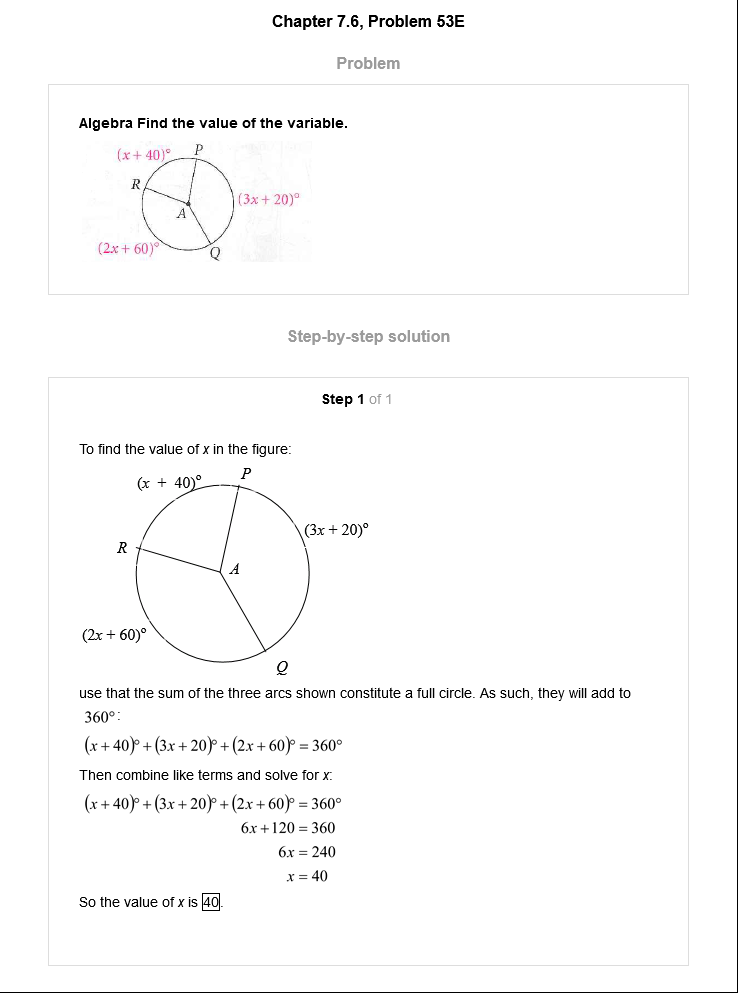 Chapter 7.6, Problem 53E
Problem
Algebra Find the value of the variable.
(x + 40)° P
R
(3x + 20)°
A
(2x + 60)°
Q
Step-by-step solution
Step 1 of 1
To find the value of x in the figure:
(x + 40)° P
(3x + 20)°
R
A
(2x + 60)°
Q
use that the sum of the three arcs shown constitute a full circle. As such, they will add to
360°:
(x + 40)° + (3x + 20)° + (2x + 60)° = 360°
Then combine like terms and solve for x:
(x + 40)° + (3x + 20)° + (2x + 60)° = 360°
6x + 120 = 360
6x = 240
x = 40
So the value of x is 40.